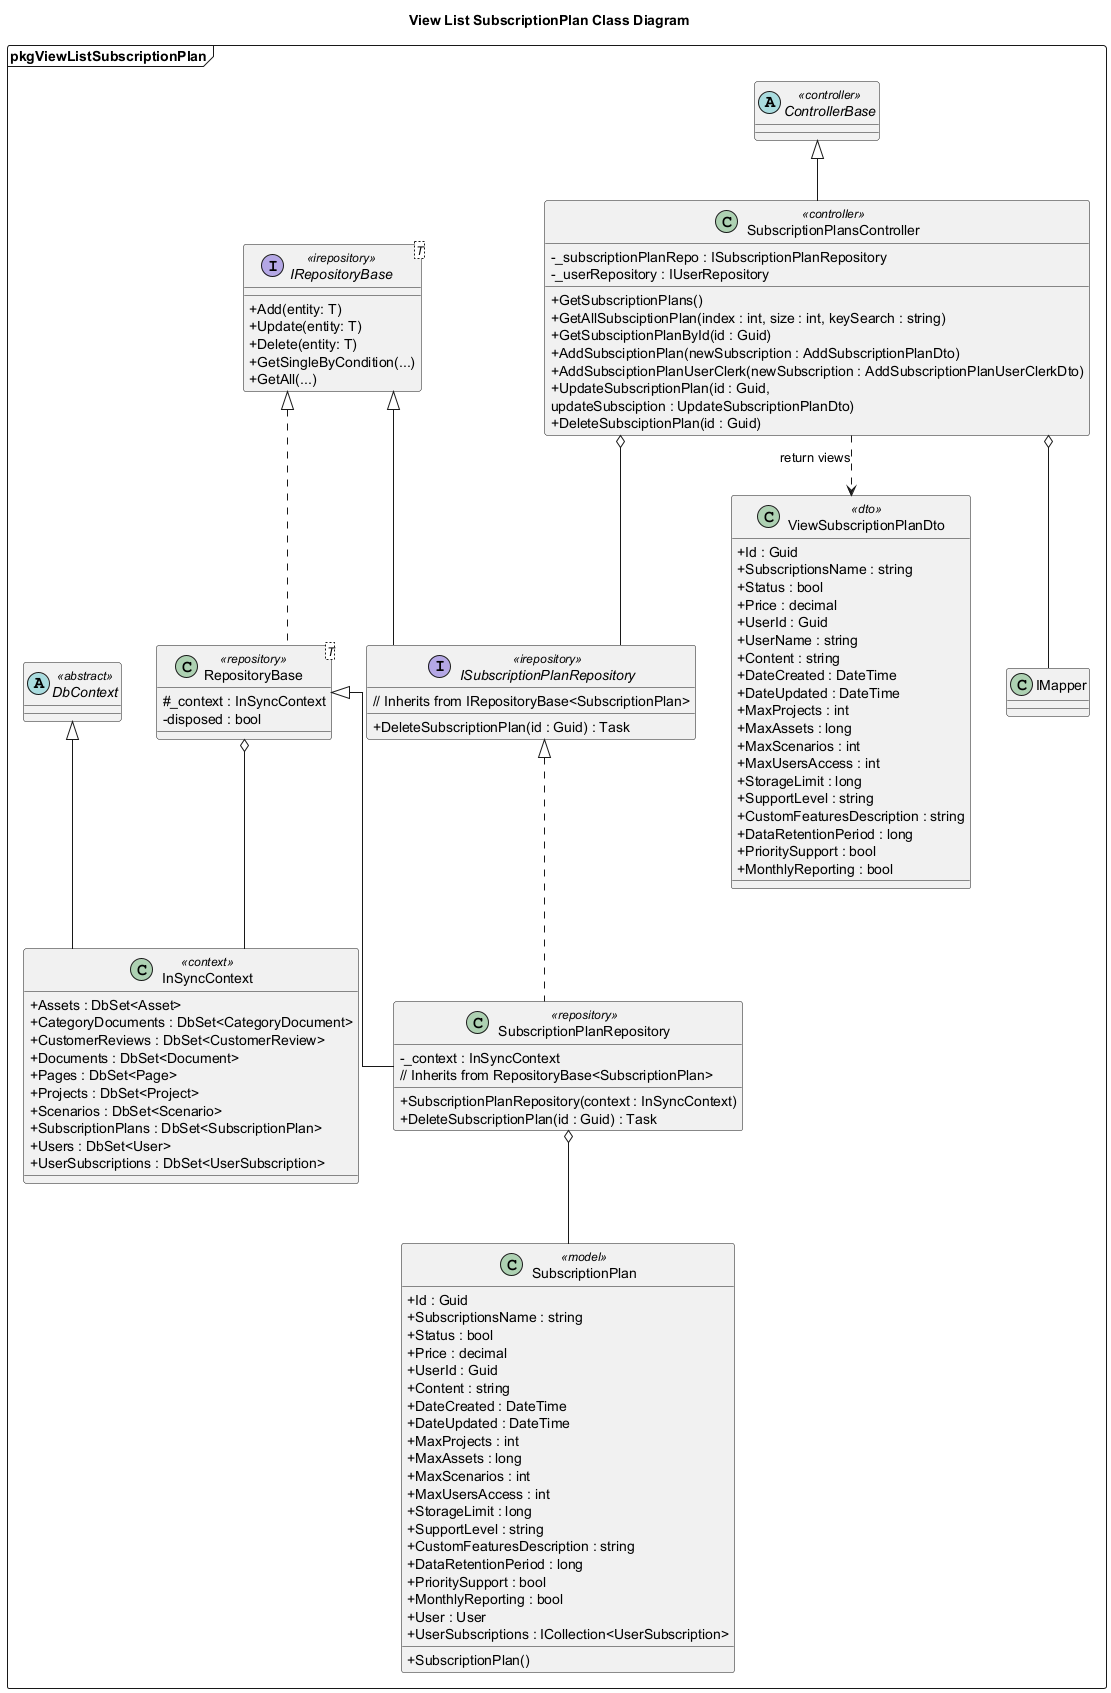 View List SubscriptionPlan Class Diagram
pkgViewListSubscriptionPlan
A
«controller»
ControllerBase
C
«controller»
SubscriptionPlansController
-_subscriptionPlanRepo : ISubscriptionPlanRepository
-_userRepository : IUserRepository
+GetSubscriptionPlans()
+GetAllSubsciptionPlan(index : int, size : int, keySearch : string)
+GetSubsciptionPlanById(id : Guid)
+AddSubsciptionPlan(newSubscription : AddSubscriptionPlanDto)
+AddSubsciptionPlanUserClerk(newSubscription : AddSubscriptionPlanUserClerkDto)
+UpdateSubscriptionPlan(id : Guid,
updateSubsciption : UpdateSubscriptionPlanDto)
+DeleteSubsciptionPlan(id : Guid)
T
I
«irepository»
IRepositoryBase
+Add(entity: T)
+Update(entity: T)
+Delete(entity: T)
+GetSingleByCondition(...)
+GetAll(...)
return views
C
«dto»
ViewSubscriptionPlanDto
+Id : Guid
+SubscriptionsName : string
+Status : bool
+Price : decimal
+UserId : Guid
+UserName : string
+Content : string
+DateCreated : DateTime
+DateUpdated : DateTime
+MaxProjects : int
+MaxAssets : long
+MaxScenarios : int
+MaxUsersAccess : int
+StorageLimit : long
+SupportLevel : string
+CustomFeaturesDescription : string
+DataRetentionPeriod : long
+PrioritySupport : bool
+MonthlyReporting : bool
A
«abstract»
DbContext
T
C
«repository»
RepositoryBase
#_context : InSyncContext
-disposed : bool
I
«irepository»
ISubscriptionPlanRepository
// Inherits from IRepositoryBase<SubscriptionPlan>
+DeleteSubscriptionPlan(id : Guid) : Task
C
IMapper
C
«context»
InSyncContext
+Assets : DbSet<Asset>
+CategoryDocuments : DbSet<CategoryDocument>
+CustomerReviews : DbSet<CustomerReview>
+Documents : DbSet<Document>
+Pages : DbSet<Page>
+Projects : DbSet<Project>
+Scenarios : DbSet<Scenario>
+SubscriptionPlans : DbSet<SubscriptionPlan>
+Users : DbSet<User>
+UserSubscriptions : DbSet<UserSubscription>
C
«repository»
SubscriptionPlanRepository
-_context : InSyncContext
// Inherits from RepositoryBase<SubscriptionPlan>
+SubscriptionPlanRepository(context : InSyncContext)
+DeleteSubscriptionPlan(id : Guid) : Task
C
«model»
SubscriptionPlan
+Id : Guid
+SubscriptionsName : string
+Status : bool
+Price : decimal
+UserId : Guid
+Content : string
+DateCreated : DateTime
+DateUpdated : DateTime
+MaxProjects : int
+MaxAssets : long
+MaxScenarios : int
+MaxUsersAccess : int
+StorageLimit : long
+SupportLevel : string
+CustomFeaturesDescription : string
+DataRetentionPeriod : long
+PrioritySupport : bool
+MonthlyReporting : bool
+User : User
+UserSubscriptions : ICollection<UserSubscription>
+SubscriptionPlan()